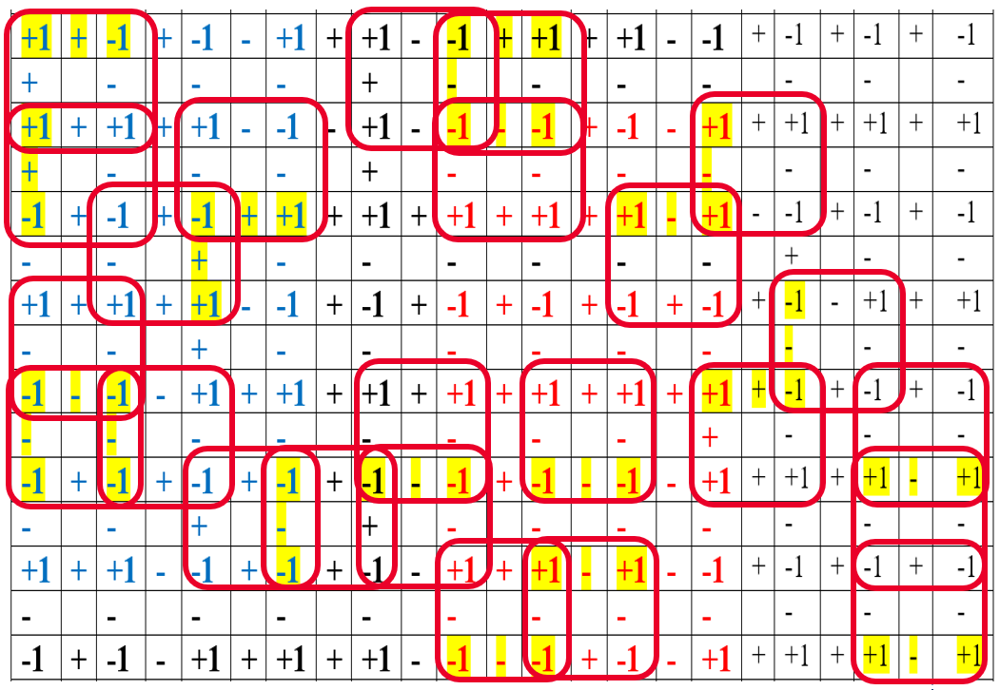 +1 + -1 + -1 - +1 + +1 - -1 + +1 + +1 - -1 + -1 + -1 + -1
+ - - - + - - - - - - -
+1 + +1 + +1 - -1 - +1 - -1 - -1 + -1 - +1 + +1 + +1 + +1
+ - - - + - - - - - - -
-1 + -1 + -1 + +1 + +1 + +1 + +1 + +1 - +1 - -1 + -1 + -1
- - + - - - - - - + - -
+1 + +1 + +1 - -1 + -1 + -1 + -1 + -1 + -1 + -1 - +1 + +1
- - + - - - - - - - - -
-1 - -1 - +1 + +1 + +1 + +1 + +1 + +1 + +1 + -1 + -1 + -1
- - - - - - - - + - - -
-1 + -1 + -1 + -1 + -1 - -1 + -1 - -1 - +1 + +1 + +1 - +1
- - + - + - - - - - - -
+1 + +1 - -1 + -1 + -1 - +1 + +1 - +1 - -1 + -1 + -1 + -1
- - - - - - - - - - - -
-1 + -1 - +1 + +1 + +1 - -1 - -1 + -1 - +1 + +1 + +1 - +1